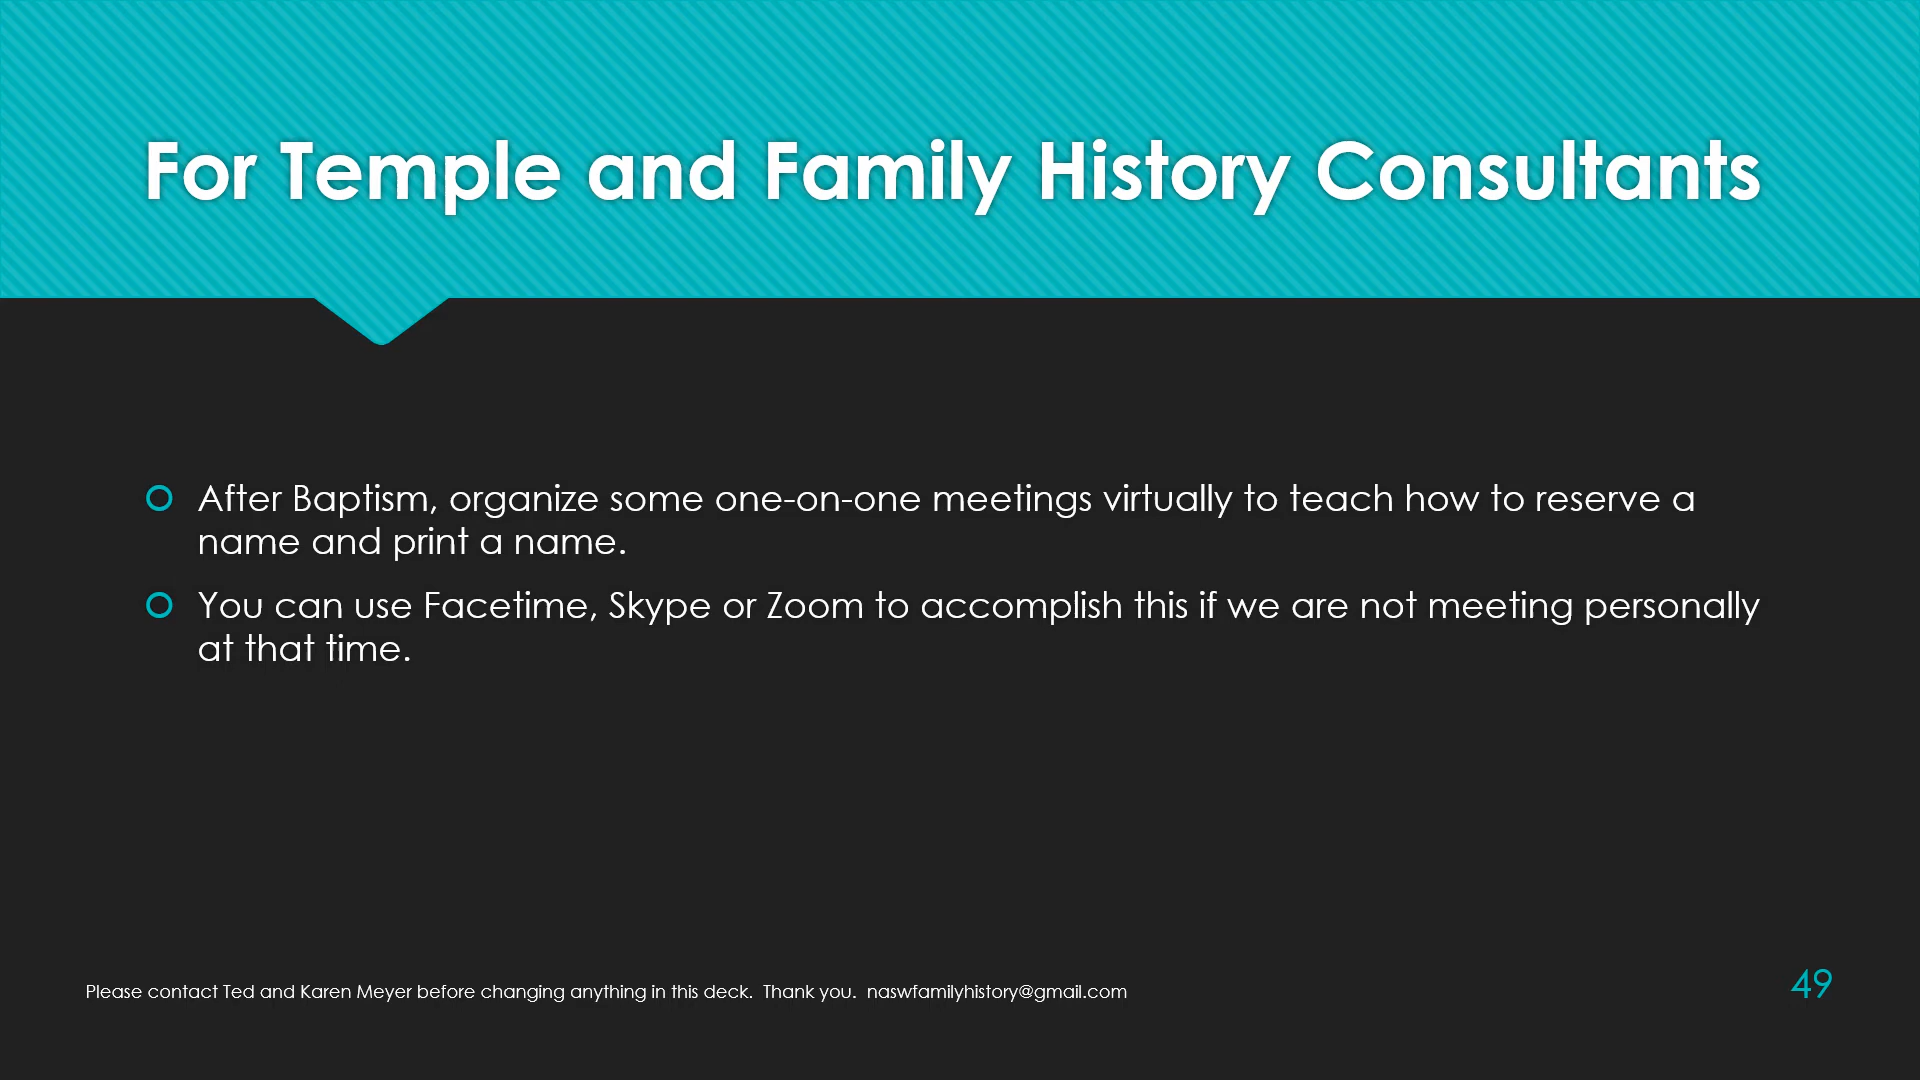 For Temple and Family History Consultants
After Baptism, organize some one-on-one meetings virtually to teach how to reserve a
name and print a name.
You can use Facetime, Skype or Zoom to accomplish this if we are not meeting personally
at that time.
Please contact Ted and Karen Meyer before changing anything in this deck.  Thank you.  naswfamilyhistory@gmail.com
49